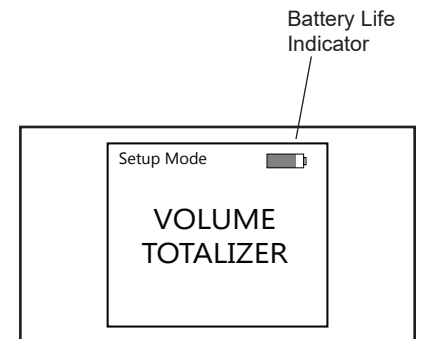 Battery Life
Indicator
Setup Mode
VOLUME
TOTALIZER